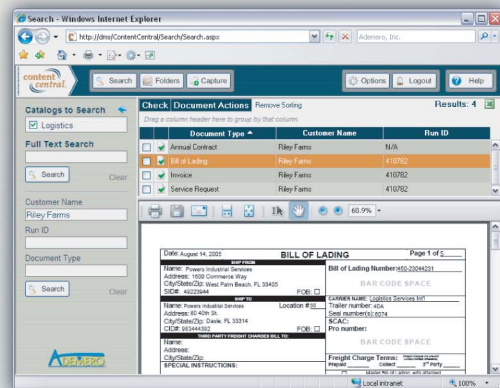 Search - Windows Internet Explorer
http://dms/ContentCentral/Search/Search.aspx
Ademero, Inc.
content central.
Search
Folders
Capture
Options
Logout
Help
Catalogs to Search
Logistics
Full Text Search
Search
Clear
Customer Name
Riley Farms
Run ID
Document Type
Search
Clear
ADEMERO
Check Document Actions Remove Sorting
Results: 4
Drag a column header here to group by that column.
Document Type Customer Name Run ID
Annual Contract Riley Farms N/A
Bill of Lading Riley Farms 410782
Invoice Riley Farms 410782
Service Request Riley Farms 410782
60.9%
Date: August 14, 2005 BILL OF LADING Page 1 of 5
SHIP FROM
Name: Powers Industrial Services
Address: 1600 Commerce Way
City/State/Zip: West Palm Beach, FL 33405
SID#: 49223944 FOB:
Bill of Lading Number:450-23044231
BAR CODE SPACE
SHIP TO
Name: Powers Industrial Services Location #98
Address: 80 40th St.
City/State/Zip: Davie, FL 33314
CID#: 983444392 FOB:
CARRIER NAME: Logistics Services Int'l
Trailer number: 40A
Seal number(s): 8074
SCAC:
Pro number:
THIRD PARTY FREIGHT CHARGES BILL TO:
Name:
Address:
City/State/Zip:
SPECIAL INSTRUCTIONS:
BAR CODE SPACE
Freight Charge Terms:
Prepaid Collect 3rd Party
Local intranet
100%